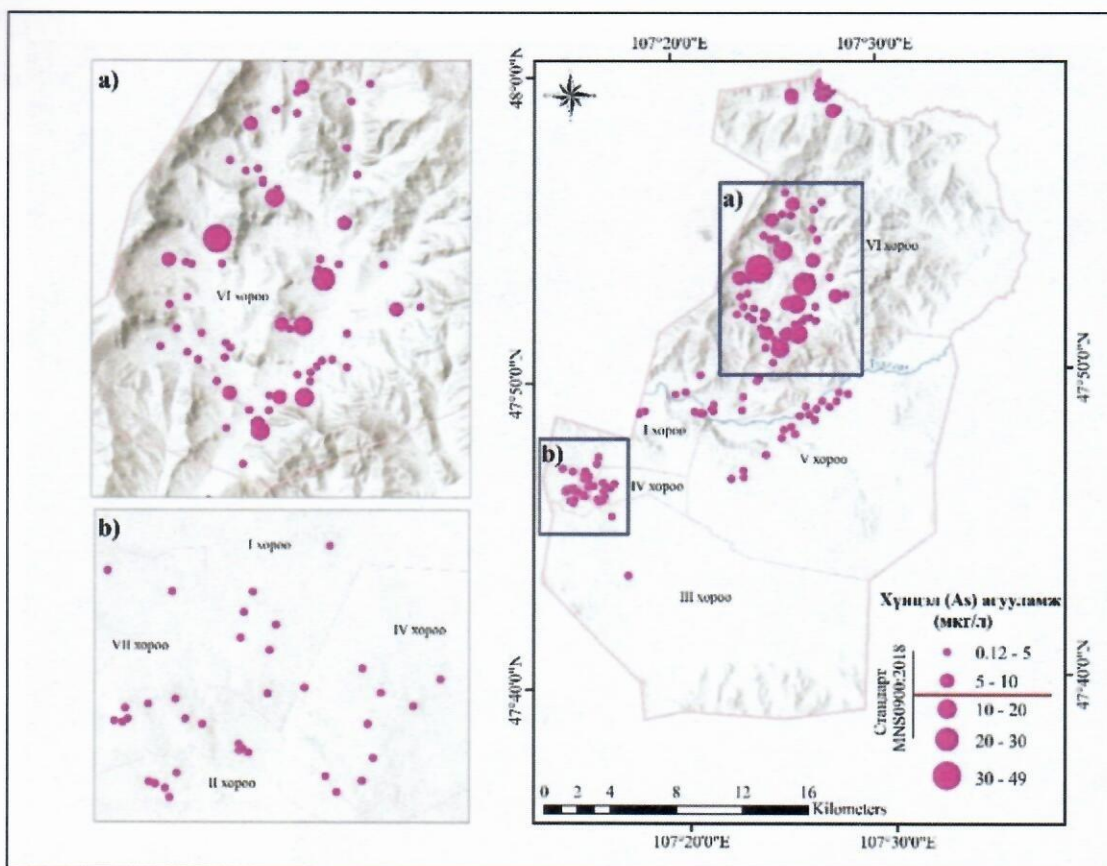 107°20'0"E
107°30'0"E
48°0'0"N
47°50'0"N
47°40'0"N
a)
VI хороо
b)
I хороо
IV хороо
VII хороо
II хороо
a)
VI хороо
47°50'0"N
I хороо
V хороо
b)
IV хороо
III хороо
47°40'0"N
Хүнцэл (As) агууламж
(мкг/л)
Стандарт
MNS0900:2018
0.12 - 5
5 - 10
10 - 20
20 - 30
30 - 49
0 1 2 4 8 12 16
Kilometers
107°20'0"E
107°30'0"E